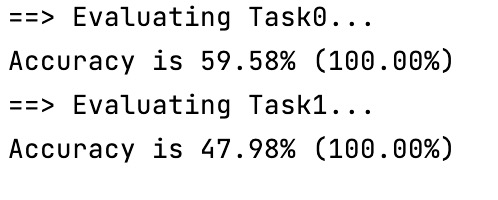 ==> Evaluating Task0...
Accuracy is 59.58% (100.00%)
==> Evaluating Task1...
Accuracy is 47.98% (100.00%)